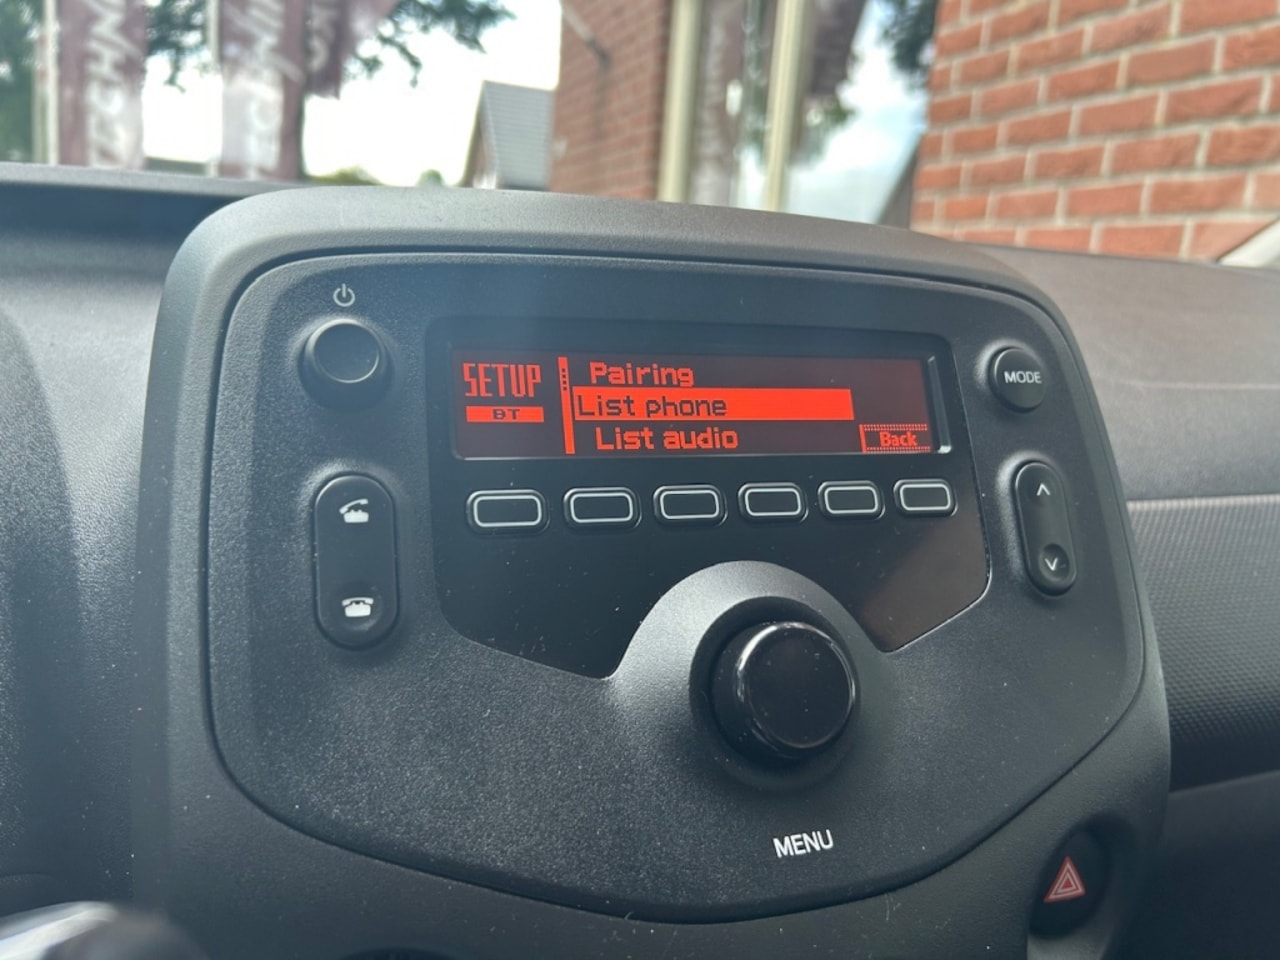 SETUP
BT
Pairing
List phone
List audio
Back
MODE
MENU